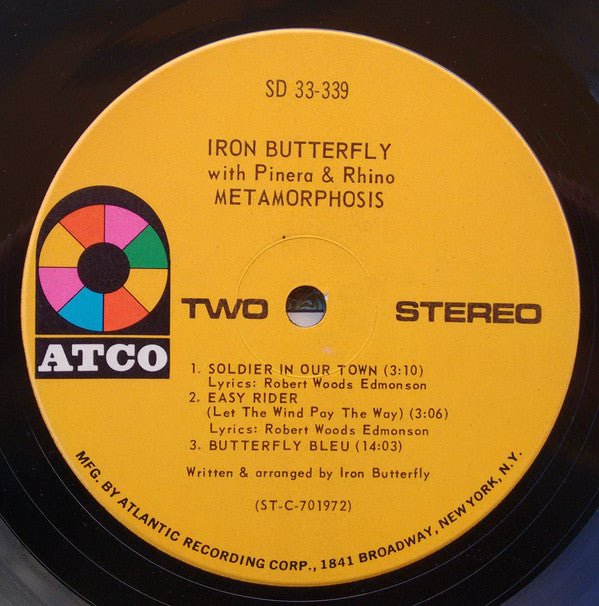 SD 33-339
IRON BUTTERFLY
with Pinera & Rhino
METAMORPHOSIS
ATCO
TWO
STEREO
1. SOLDIER IN OUR TOWN (3:10)
Lyrics: Robert Woods Edmonson
2. EASY RIDER
(Let The Wind Pay The Way) (3:06)
Lyrics: Robert Woods Edmonson
3. BUTTERFLY BLEU (14:03)
Written & arranged by Iron Butterfly
(ST-C-701972)
MFG. BY ATLANTIC RECORDING CORP., 1841 BROADWAY, NEW YORK, N.Y.